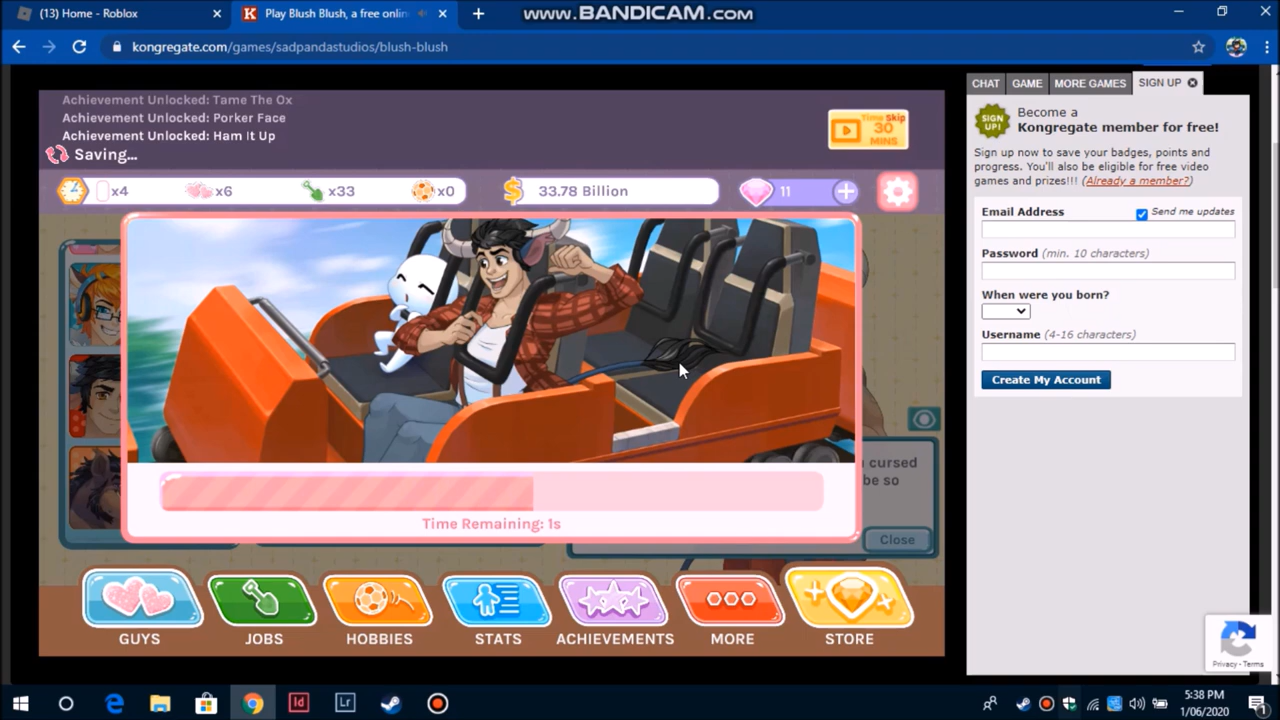 www.BANDICAM.com
(13) Home - Roblox
Play Blush Blush, a free onlin
kongregate.com/games/sadpandastudios/blush-blush
Achievement Unlocked: Tame The Ox
Achievement Unlocked: Porker Face
Achievement Unlocked: Ham It Up
Saving...
Time Skip
30
MINS
x4
x6
x33
x0
33.78 Billion
11
cursed
be so
Close
Time Remaining: 1s
GUYS
JOBS
HOBBIES
STATS
ACHIEVEMENTS
MORE
STORE
CHAT
GAME
MORE GAMES
SIGN UP
SIGN UP!
Become a
Kongregate member for free!
Sign up now to save your badges, points and
progress. You'll also be eligible for free video
games and prizes!!! (Already a member?)
Email Address
Send me updates
Password (min. 10 characters)
When were you born?
Username (4-16 characters)
Create My Account
Privacy - Terms
Id
Lr
5:38 PM
1/06/2020
1